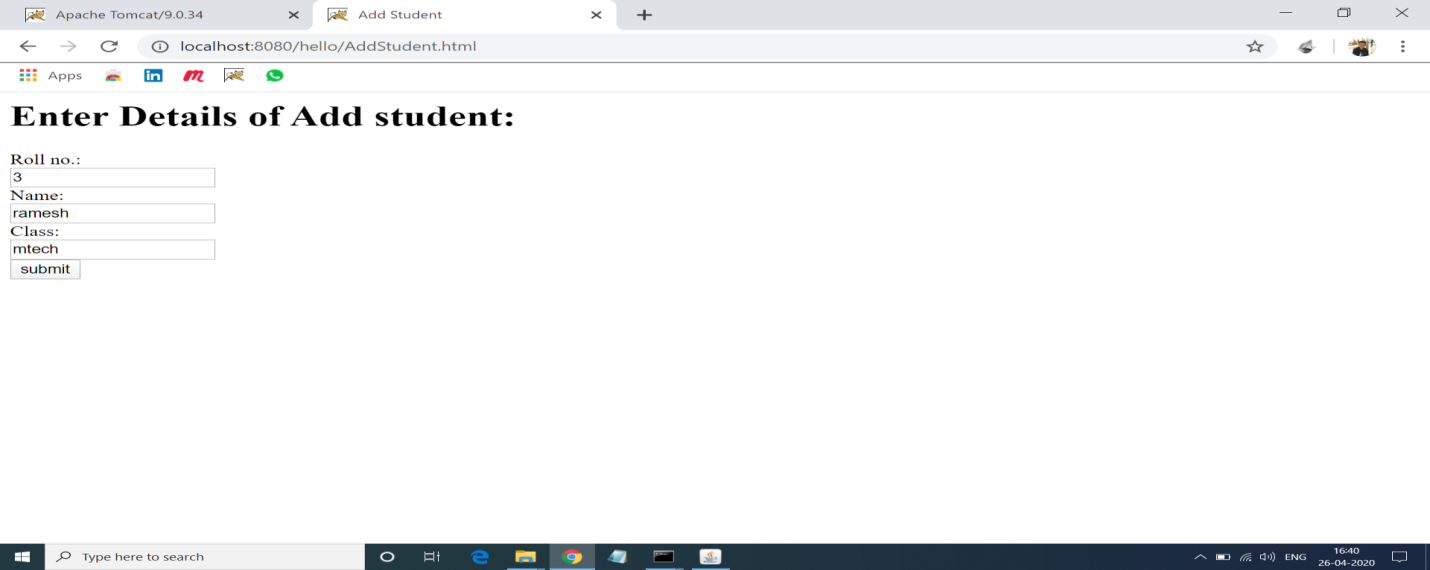 Apache Tomcat/9.0.34
Add Student
localhost:8080/hello/AddStudent.html
Apps
Enter Details of Add student:
Roll no.:
3
Name:
ramesh
Class:
mtech
submit
Type here to search
ENG
16:40
26-04-2020